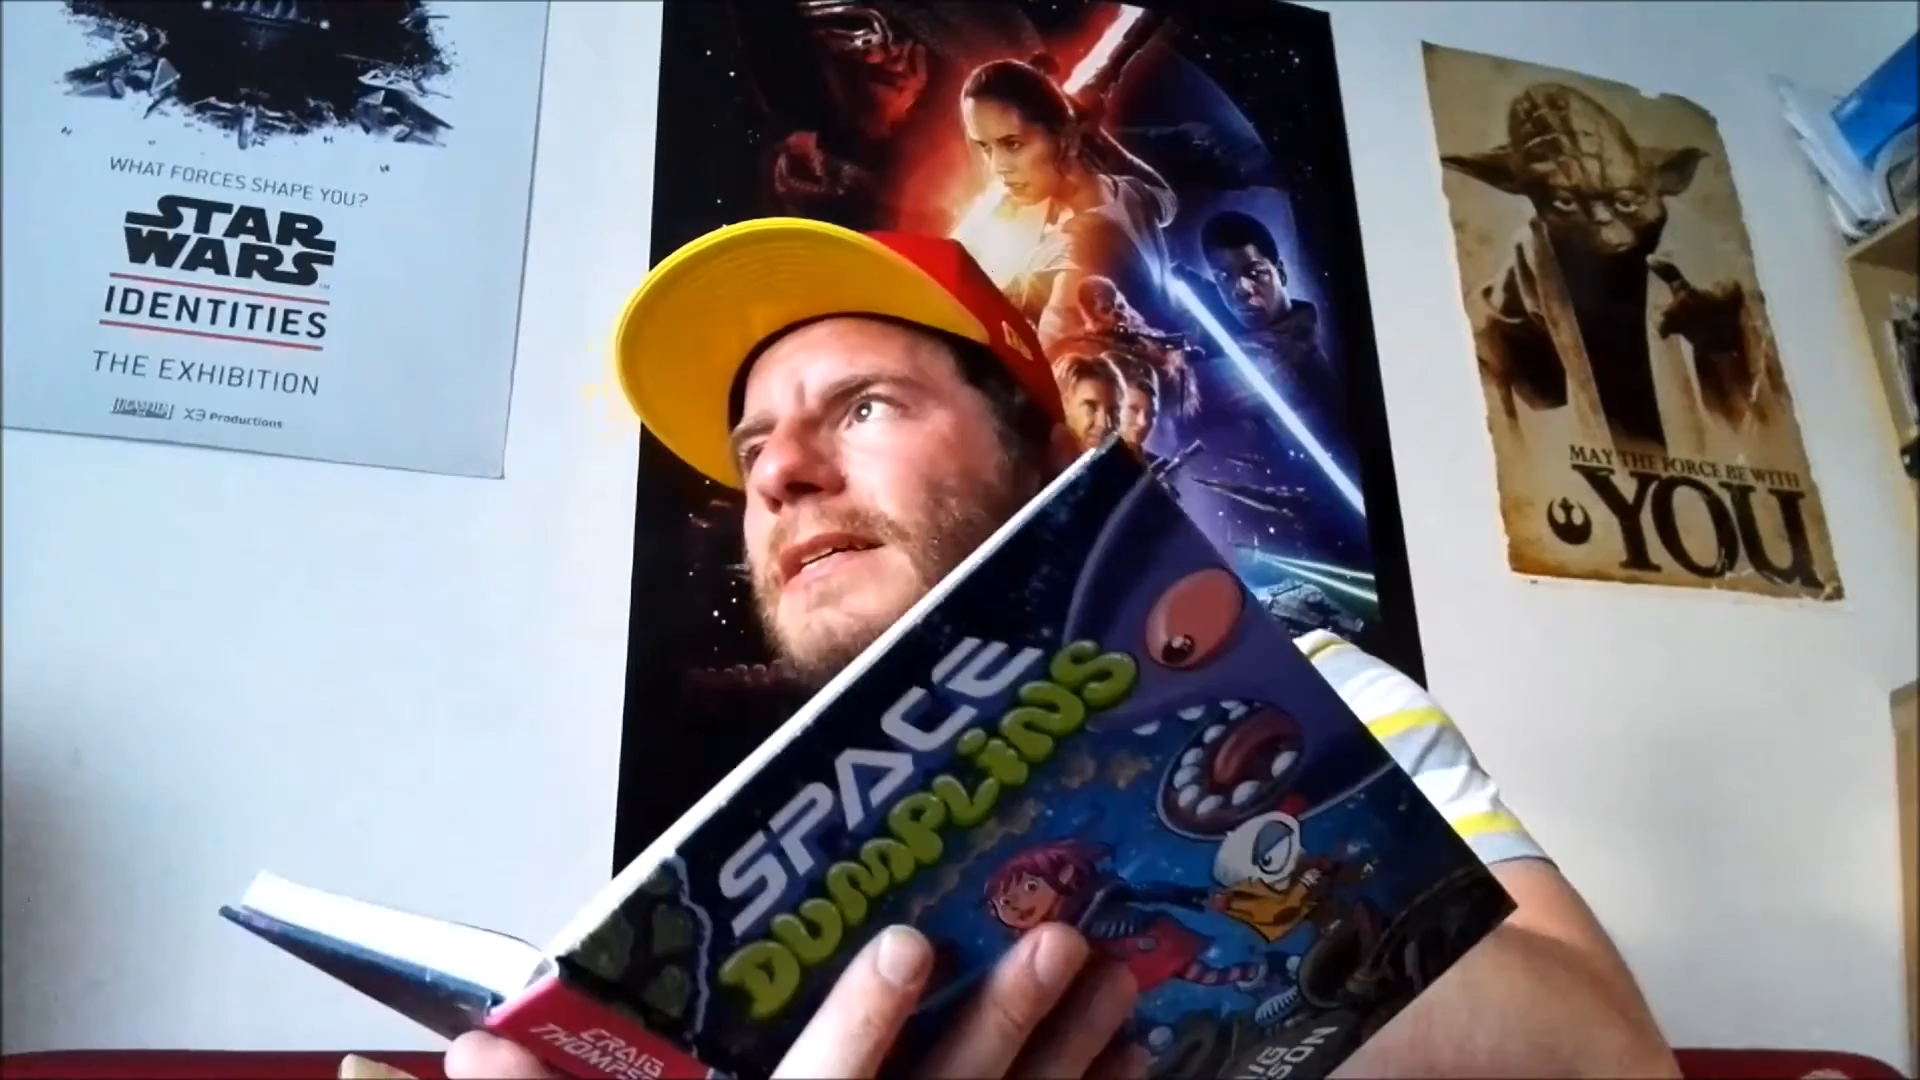 WHAT FORCES SHAPE YOU?
STAR
WARS
IDENTITIES
THE EXHIBITION
X3 Productions
MAY THE FORCE BE WITH
YOU
SPACE
DUMPLiNS
CRAIG